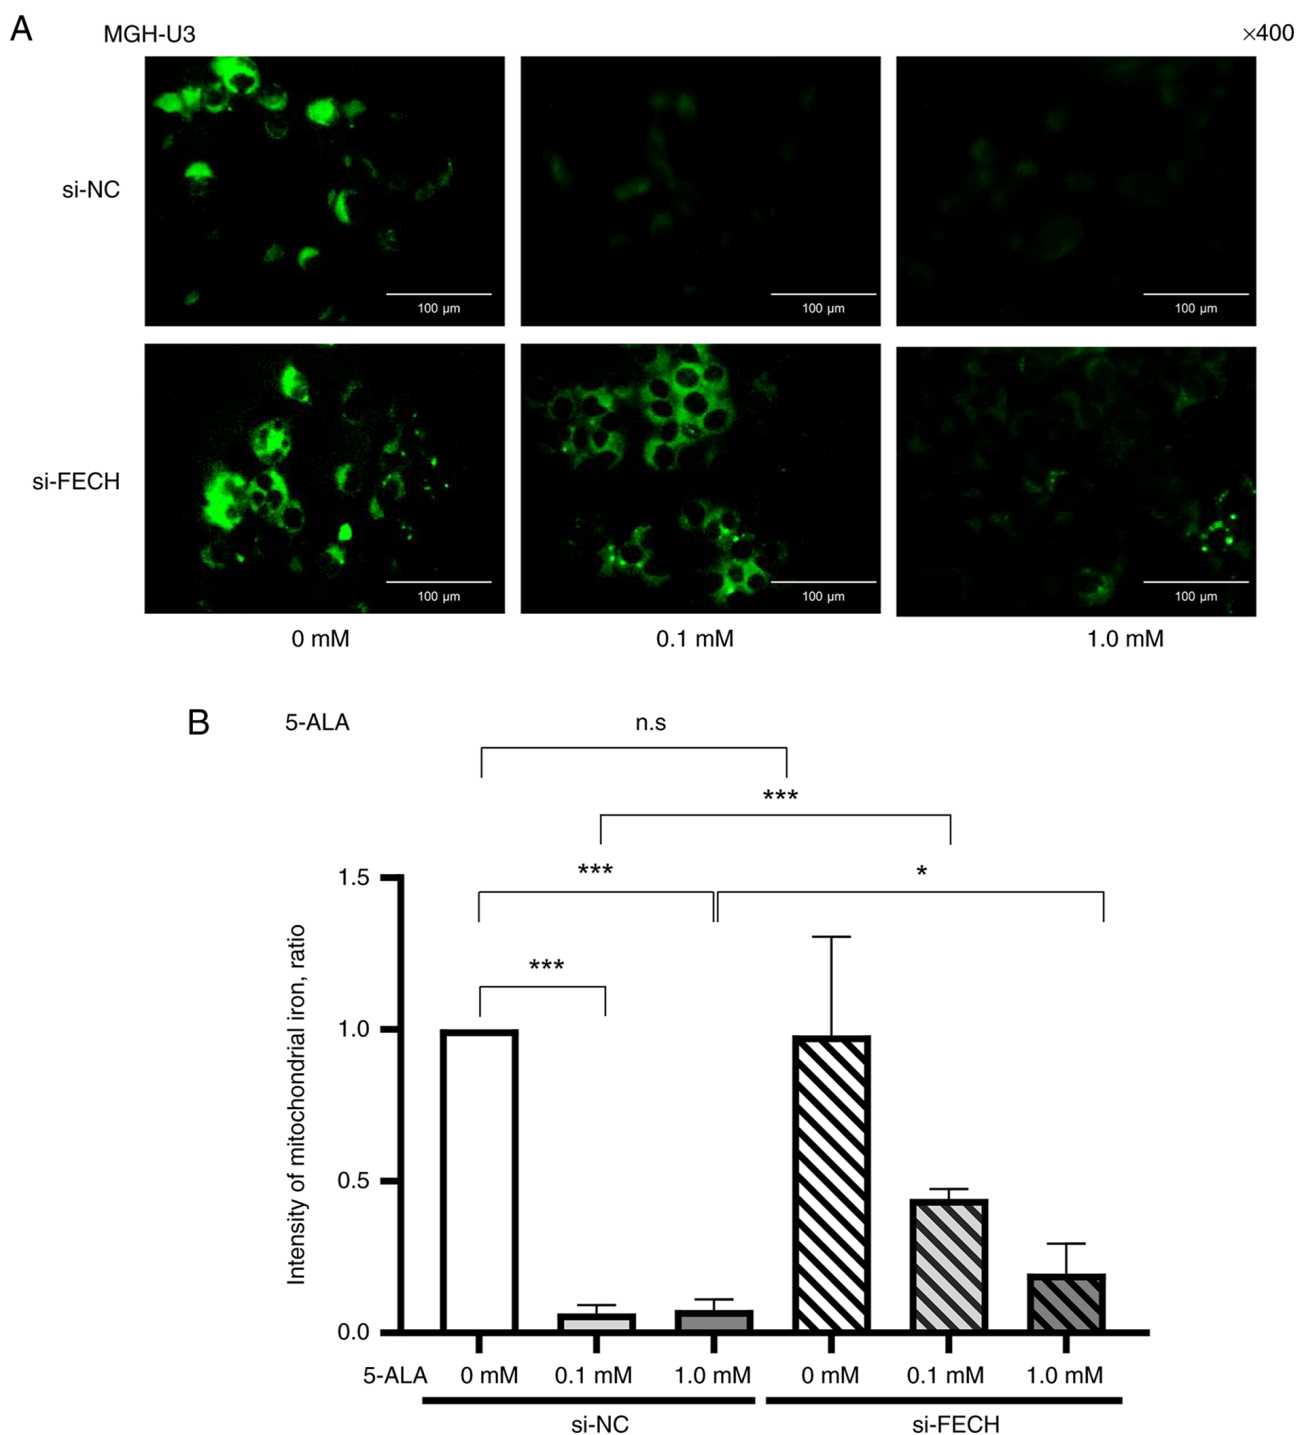 A
MGH-U3
×400
si-NC
100 µm
100 µm
100 µm
si-FECH
100 µm
100 µm
100 µm
0 mM
0.1 mM
1.0 mM
B
5-ALA
n.s
***
***
*
***
1.5
1.0
0.5
0.0
Intensity of mitochondrial iron, ratio
5-ALA
0 mM
0.1 mM
1.0 mM
0 mM
0.1 mM
1.0 mM
si-NC
si-FECH